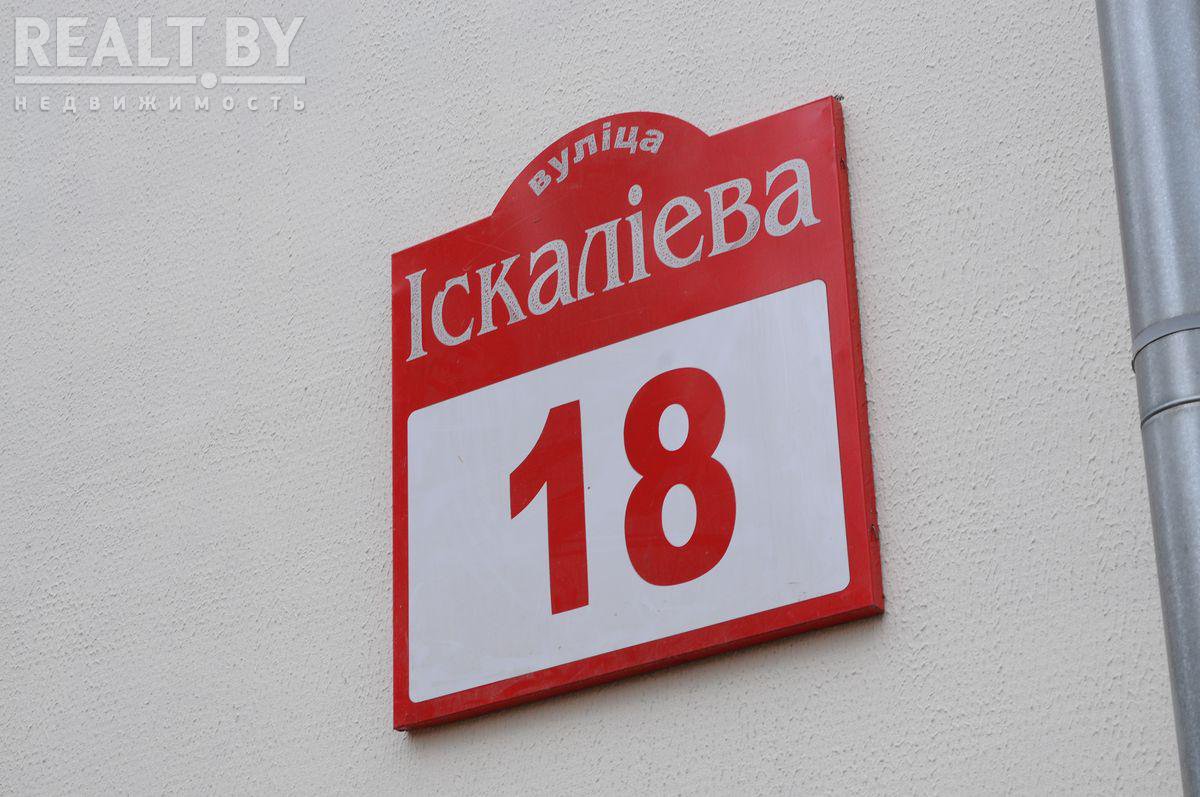 REALT.BY
недвижимость
вуліца
Іскаліева
18